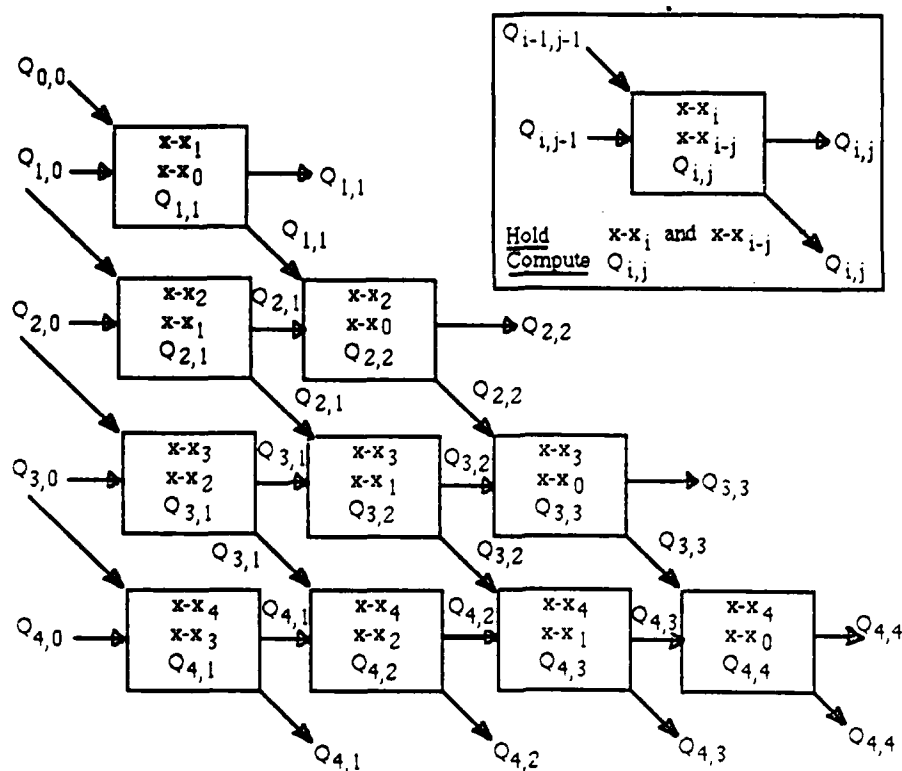 Q0,0
Q1,0
x-x1
x-x0
Q1,1
Q1,1
Q1,1
Qi-1,j-1
Qi,j-1
x-xi
x-xi-j
Qi,j
Qi,j
Qi,j
Hold x-xi and x-xi-j
Compute Qi,j
Q2,0
x-x2
x-x1
Q2,1
Q2,1
x-x2
x-x0
Q2,2
Q2,2
Q2,1
Q2,2
Q3,0
x-x3
x-x2
Q3,1
Q3,1
x-x3
x-x1
Q3,2
Q3,2
x-x3
x-x0
Q3,3
Q3,3
Q3,1
Q3,2
Q3,3
Q4,0
x-x4
x-x3
Q4,1
Q4,1
x-x4
x-x2
Q4,2
Q4,2
x-x4
x-x1
Q4,3
Q4,3
x-x4
x-x0
Q4,4
Q4,4
Q4,1
Q4,2
Q4,3
Q4,4